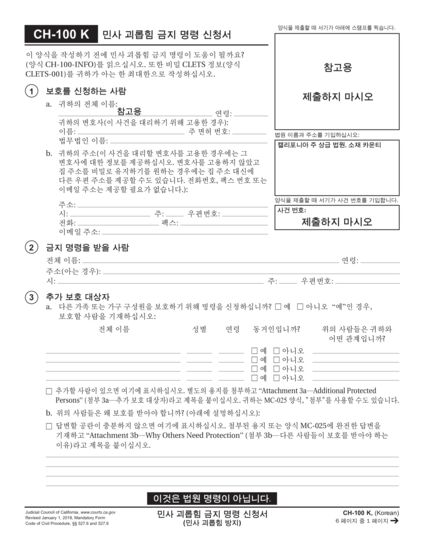 양식을 제출할 때 서기가 아래에 스탬프를 찍습니다.
CH-100 K 민사 괴롭힘 금지 명령 신청서
이 양식을 작성하기 전에 민사 괴롭힘 금지 명령이 도움이 될까요?
(양식 CH-100-INFO)를 읽으십시오. 또한 비밀 CLETS 정보(양식
CLETS-001)를 귀하가 아는 한 최대한으로 작성하십시오.
참고용
제출하지 마시오
1 보호를 신청하는 사람
a. 귀하의 전체 이름:
참고용 연령:
귀하의 변호사(이 사건을 대리하기 위해 고용한 경우):
이름: 주 면허 번호:
법무법인 이름:
법원 이름과 주소를 기입하십시오:
캘리포니아 주 상급 법원, 소재 카운티
b. 귀하의 주소(이 사건을 대리할 변호사를 고용한 경우에는 그
변호사에 대한 정보를 제공하십시오. 변호사를 고용하지 않았고
집 주소를 비밀로 유지하기를 원하는 경우에는 집 주소 대신에
다른 우편 주소를 제공할 수도 있습니다. 전화번호, 팩스 번호 또는
이메일 주소는 제공할 필요가 없습니다.):
주소:
시: 주: 우편번호:
전화: 팩스:
이메일 주소:
양식을 제출할 때 서기가 사건 번호를 기입합니다.
사건 번호:
제출하지 마시오
2 금지 명령을 받을 사람
전체 이름: 연령:
주소(아는 경우):
시: 주: 우편번호:
3 추가 보호 대상자
a. 다른 가족 또는 가구 구성원을 보호하기 위해 명령을 신청하십니까? □ 예 □ 아니오 “예”인 경우,
보호할 사람을 기재하십시오:
전체 이름 성별 연령 동거인입니까? 위의 사람들은 귀하와
어떤 관계입니까?
□ 예 □ 아니오
□ 예 □ 아니오
□ 예 □ 아니오
□ 예 □ 아니오
□ 추가할 사람이 있으면 여기에 표시하십시오. 별도의 용지를 첨부하고 “Attachment 3a—Additional Protected
Persons” (첨부 3a—추가 보호 대상자)라고 제목을 붙이십시오. 귀하는 MC-025 양식, "첨부"를 사용할 수도 있습니다.
b. 위의 사람들은 왜 보호를 받아야 합니까? (아래에 설명하십시오):
□ 답변할 공란이 충분하지 않으면 여기에 표시하십시오. 첨부된 용지 또는 양식 MC-025에 완전한 답변을
기재하고 “Attachment 3b—Why Others Need Protection” (첨부 3b—다른 사람들이 보호를 받아야 하는
이유)라고 제목을 붙이십시오.
이것은 법원 명령이 아닙니다.
Judicial Council of California, www.courts.ca.gov
Revised January 1, 2018, Mandatory Form
Code of Civil Procedure, §§ 527.6 and 527.9
민사 괴롭힘 금지 명령 신청서
(민사 괴롭힘 방지)
CH-100 K, (Korean)
6 페이지 중 1 페이지 →